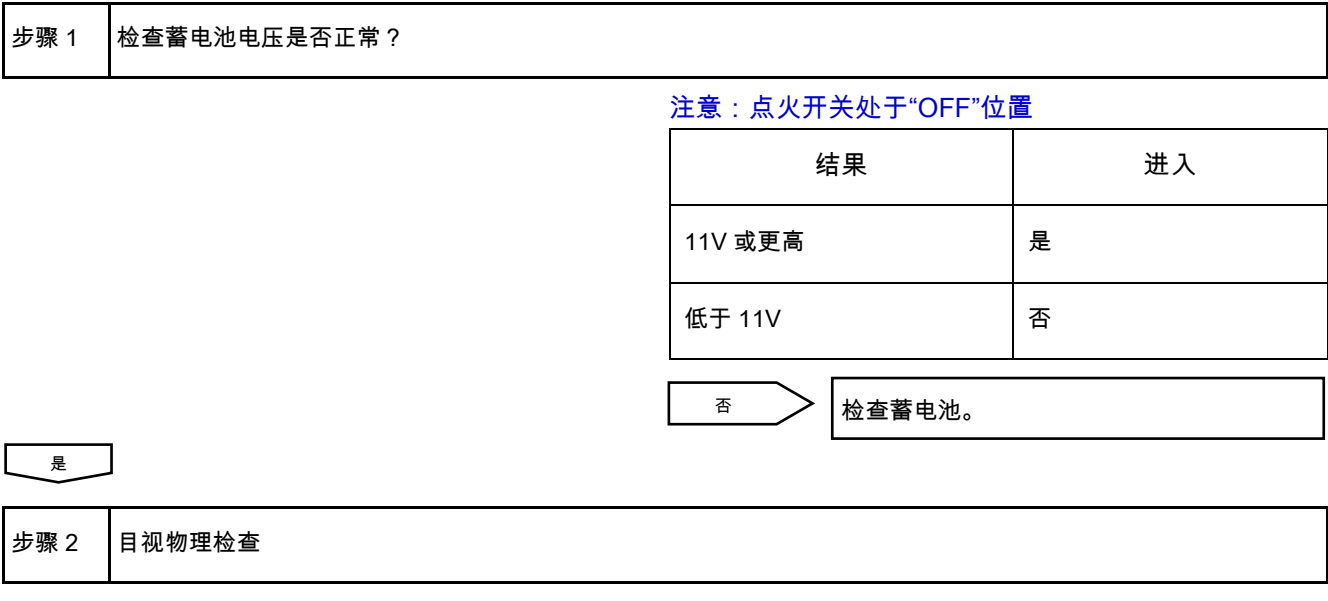 步骤 1 检查蓄电池电压是否正常？
注意：点火开关处于“OFF”位置
结果 进入
11V 或更高 是
低于 11V 否
否 检查蓄电池。
是
步骤 2 目视物理检查